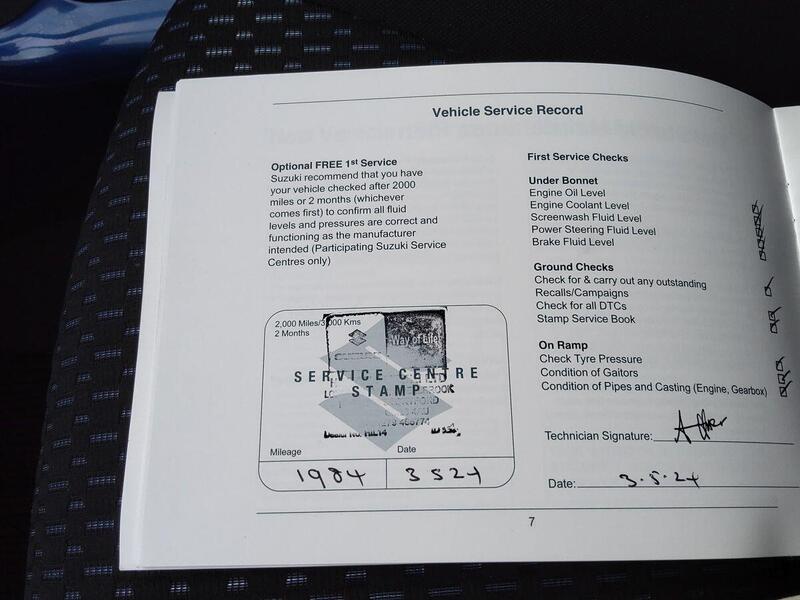 Vehicle Service Record
Optional FREE 1st Service
Suzuki recommend that you have
your vehicle checked after 2000
miles or 2 months (whichever
comes first) to confirm all fluid
levels and pressures are correct and
functioning as the manufacturer
intended (Participating Suzuki Service
Centres only)
2,000 Miles/3,000 Kms
2 Months
Way of Life!
SERVICE CENTRE
STAMP
Mileage
Date
1984
3 5 24
First Service Checks
Under Bonnet
Engine Oil Level
Engine Coolant Level
Screenwash Fluid Level
Power Steering Fluid Level
Brake Fluid Level
Ground Checks
Check for & carry out any outstanding
Recalls/Campaigns
Check for all DTCs
Stamp Service Book
On Ramp
Check Tyre Pressure
Condition of Gaitors
Condition of Pipes and Casting (Engine, Gearbox)
Technician Signature:
Date: 3.5.24
7